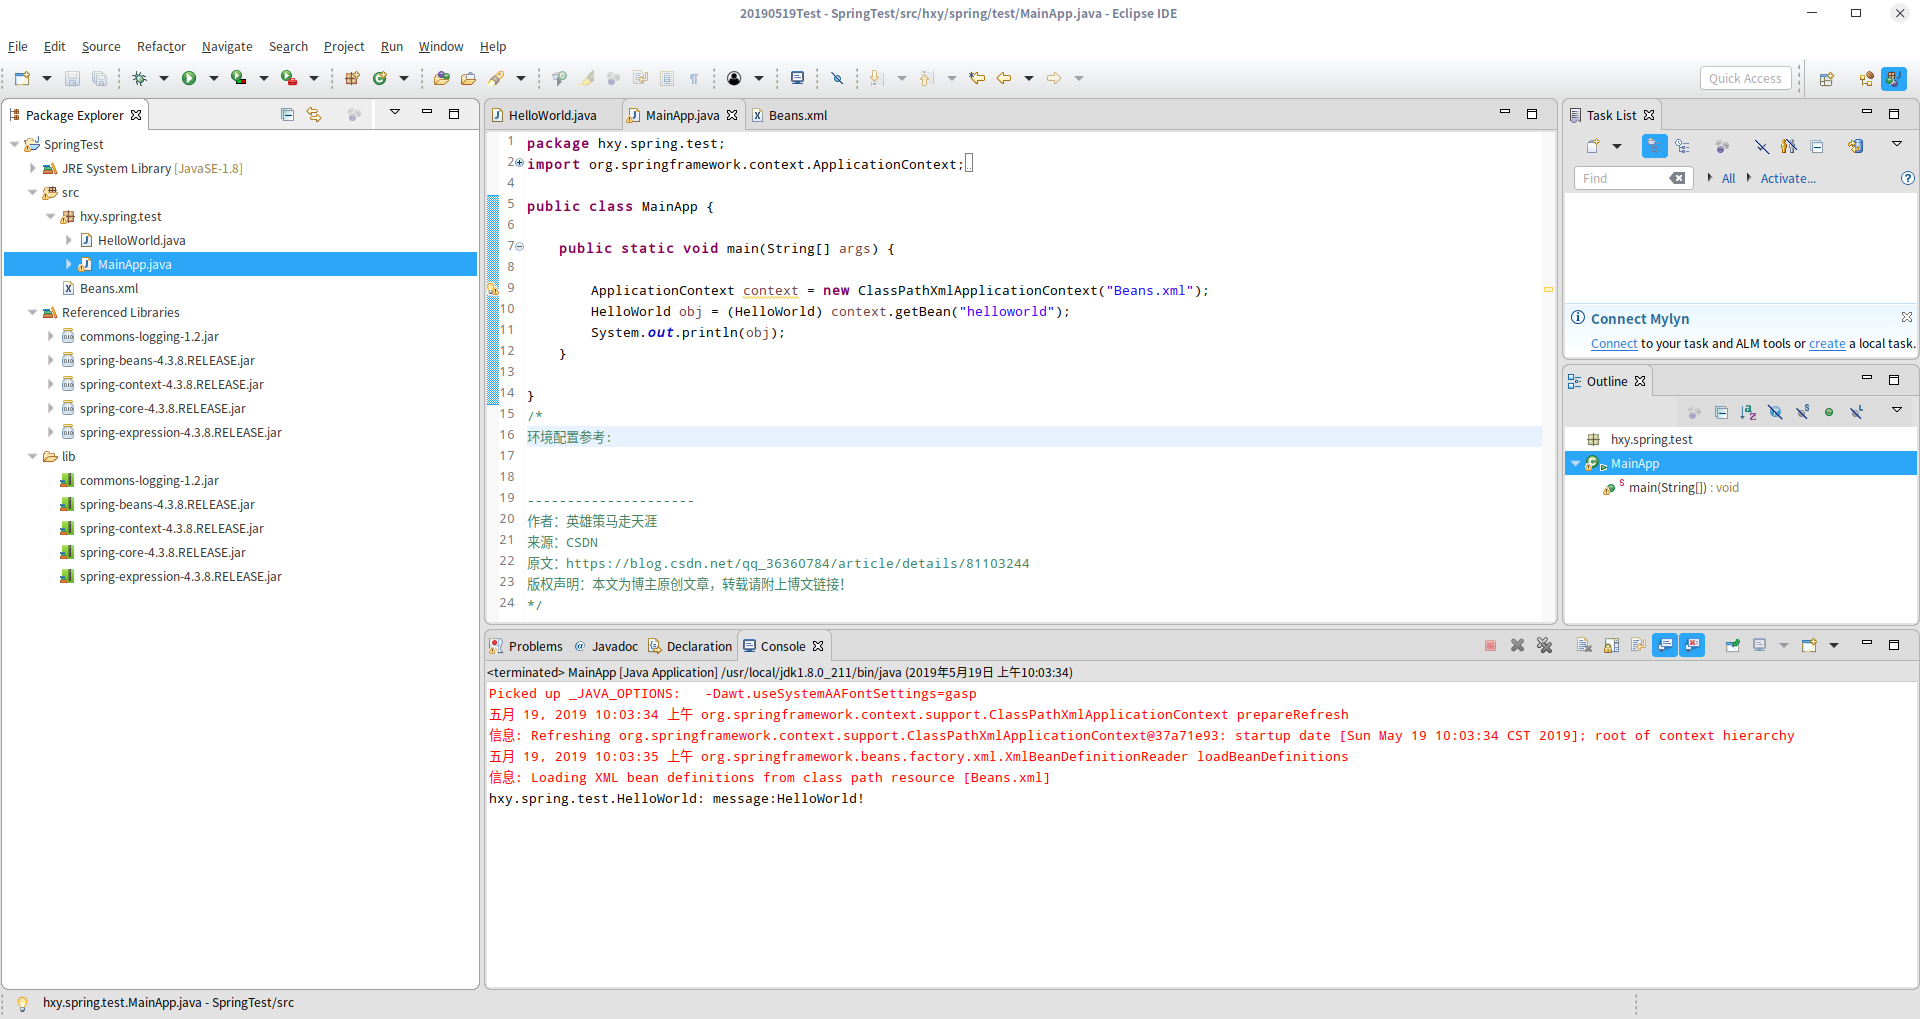 20190519Test - SpringTest/src/hxy/spring/test/MainApp.java - Eclipse IDE
File Edit Source Refactor Navigate Search Project Run Window Help
Quick Access
Package Explorer
SpringTest
JRE System Library [JavaSE-1.8]
src
hxy.spring.test
HelloWorld.java
MainApp.java
Beans.xml
Referenced Libraries
commons-logging-1.2.jar
spring-beans-4.3.8.RELEASE.jar
spring-context-4.3.8.RELEASE.jar
spring-core-4.3.8.RELEASE.jar
spring-expression-4.3.8.RELEASE.jar
lib
commons-logging-1.2.jar
spring-beans-4.3.8.RELEASE.jar
spring-context-4.3.8.RELEASE.jar
spring-core-4.3.8.RELEASE.jar
spring-expression-4.3.8.RELEASE.jar
HelloWorld.java MainApp.java Beans.xml
1 package hxy.spring.test;
2 import org.springframework.context.ApplicationContext;
4
5 public class MainApp {
6
7 public static void main(String[] args) {
8
9 ApplicationContext context = new ClassPathXmlApplicationContext("Beans.xml");
10 HelloWorld obj = (HelloWorld) context.getBean("helloworld");
11 System.out.println(obj);
12 }
13
14 }
15 /*
16 环境配置参考:
17
18
19 ---------------------
20 作者：英雄策马走天涯
21 来源：CSDN
22 原文：https://blog.csdn.net/qq_36360784/article/details/81103244
23 版权声明：本文为博主原创文章，转载请附上博文链接！
24 */
Task List
Find All Activate...
Connect Mylyn
Connect to your task and ALM tools or create a local task.
Outline
hxy.spring.test
MainApp
main(String[]) : void
Problems Javadoc Declaration Console
<terminated> MainApp [Java Application] /usr/local/jdk1.8.0_211/bin/java (2019年5月19日 上午10:03:34)
Picked up _JAVA_OPTIONS:   -Dawt.useSystemAAFontSettings=gasp
五月 19, 2019 10:03:34 上午 org.springframework.context.support.ClassPathXmlApplicationContext prepareRefresh
信息: Refreshing org.springframework.context.support.ClassPathXmlApplicationContext@37a71e93: startup date [Sun May 19 10:03:34 CST 2019]; root of context hierarchy
五月 19, 2019 10:03:35 上午 org.springframework.beans.factory.xml.XmlBeanDefinitionReader loadBeanDefinitions
信息: Loading XML bean definitions from class path resource [Beans.xml]
hxy.spring.test.HelloWorld: message:HelloWorld!
hxy.spring.test.MainApp.java - SpringTest/src